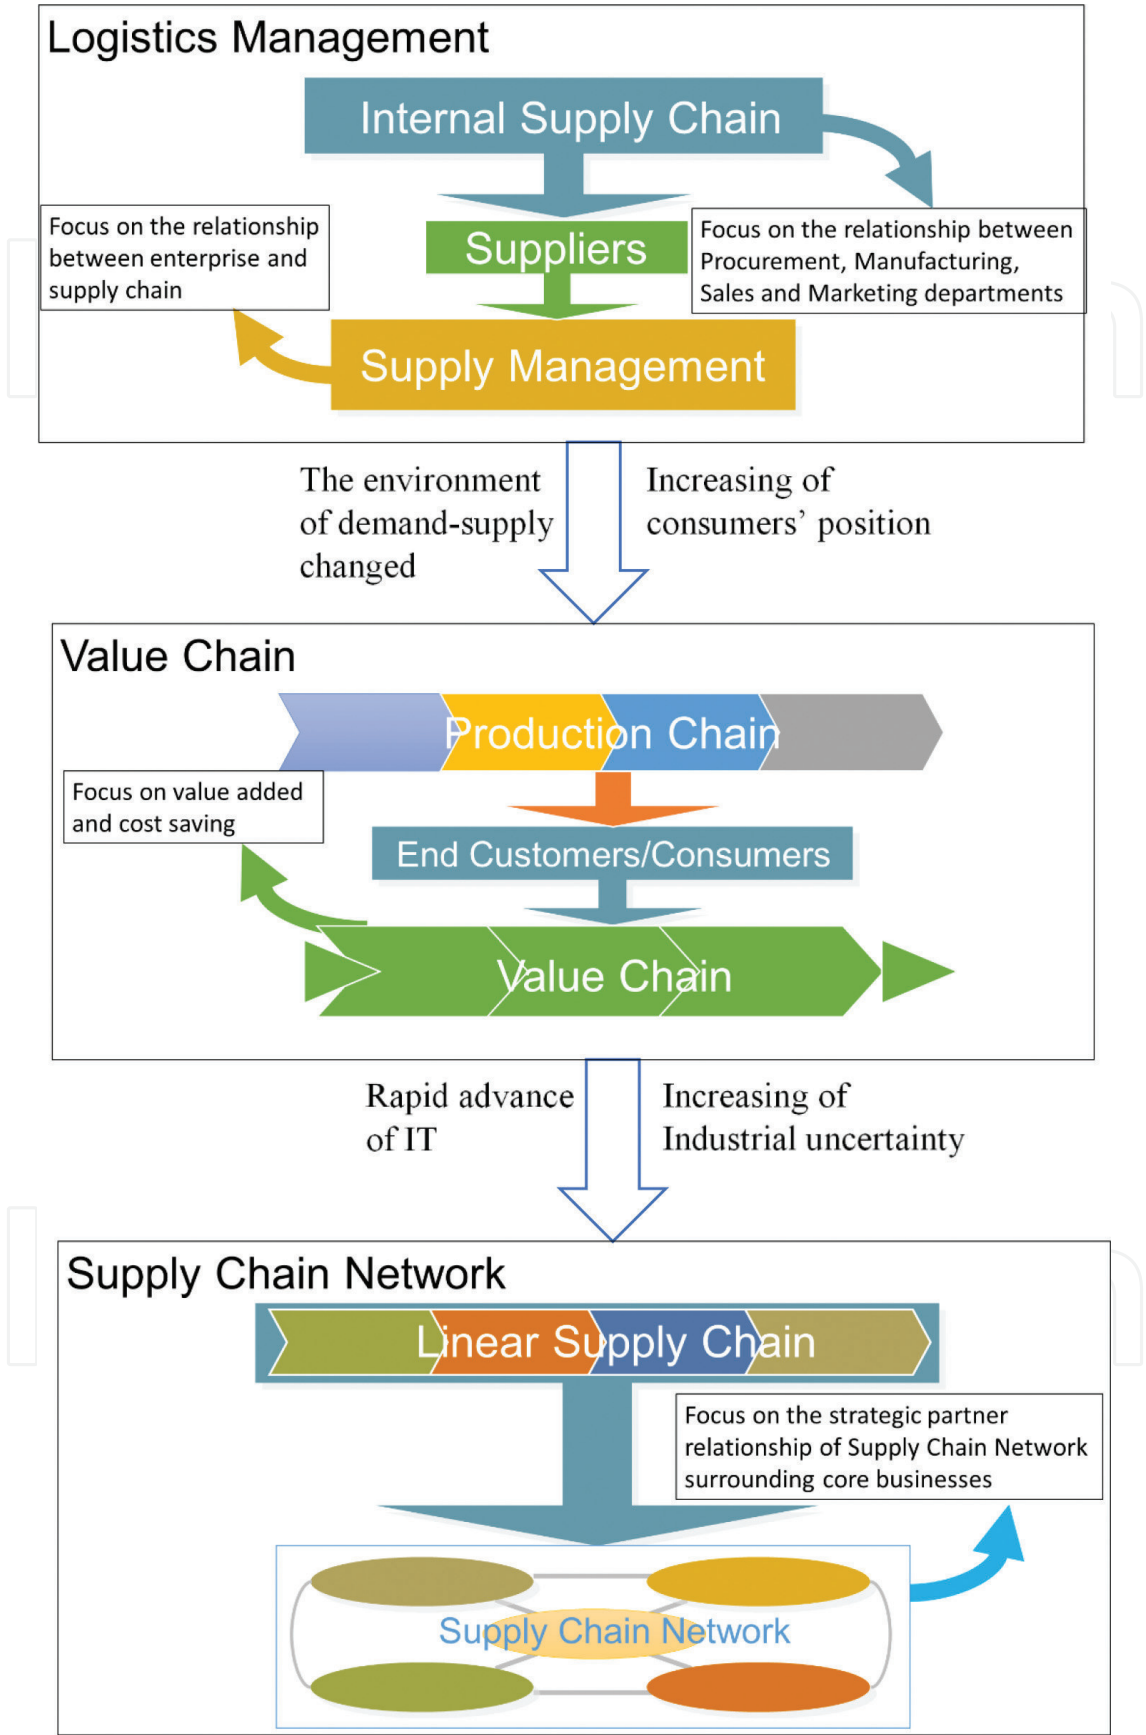 Logistics Management
Internal Supply Chain
Focus on the relationship
between enterprise and
supply chain
Suppliers
Focus on the relationship between
Procurement, Manufacturing,
Sales and Marketing departments
Supply Management
The environment
of demand-supply
changed
Increasing of
consumers’ position
Value Chain
Production Chain
Focus on value added
and cost saving
End Customers/Consumers
Value Chain
Rapid advance
of IT
Increasing of
Industrial uncertainty
Supply Chain Network
Linear Supply Chain
Focus on the strategic partner
relationship of Supply Chain Network
surrounding core businesses
Supply Chain Network